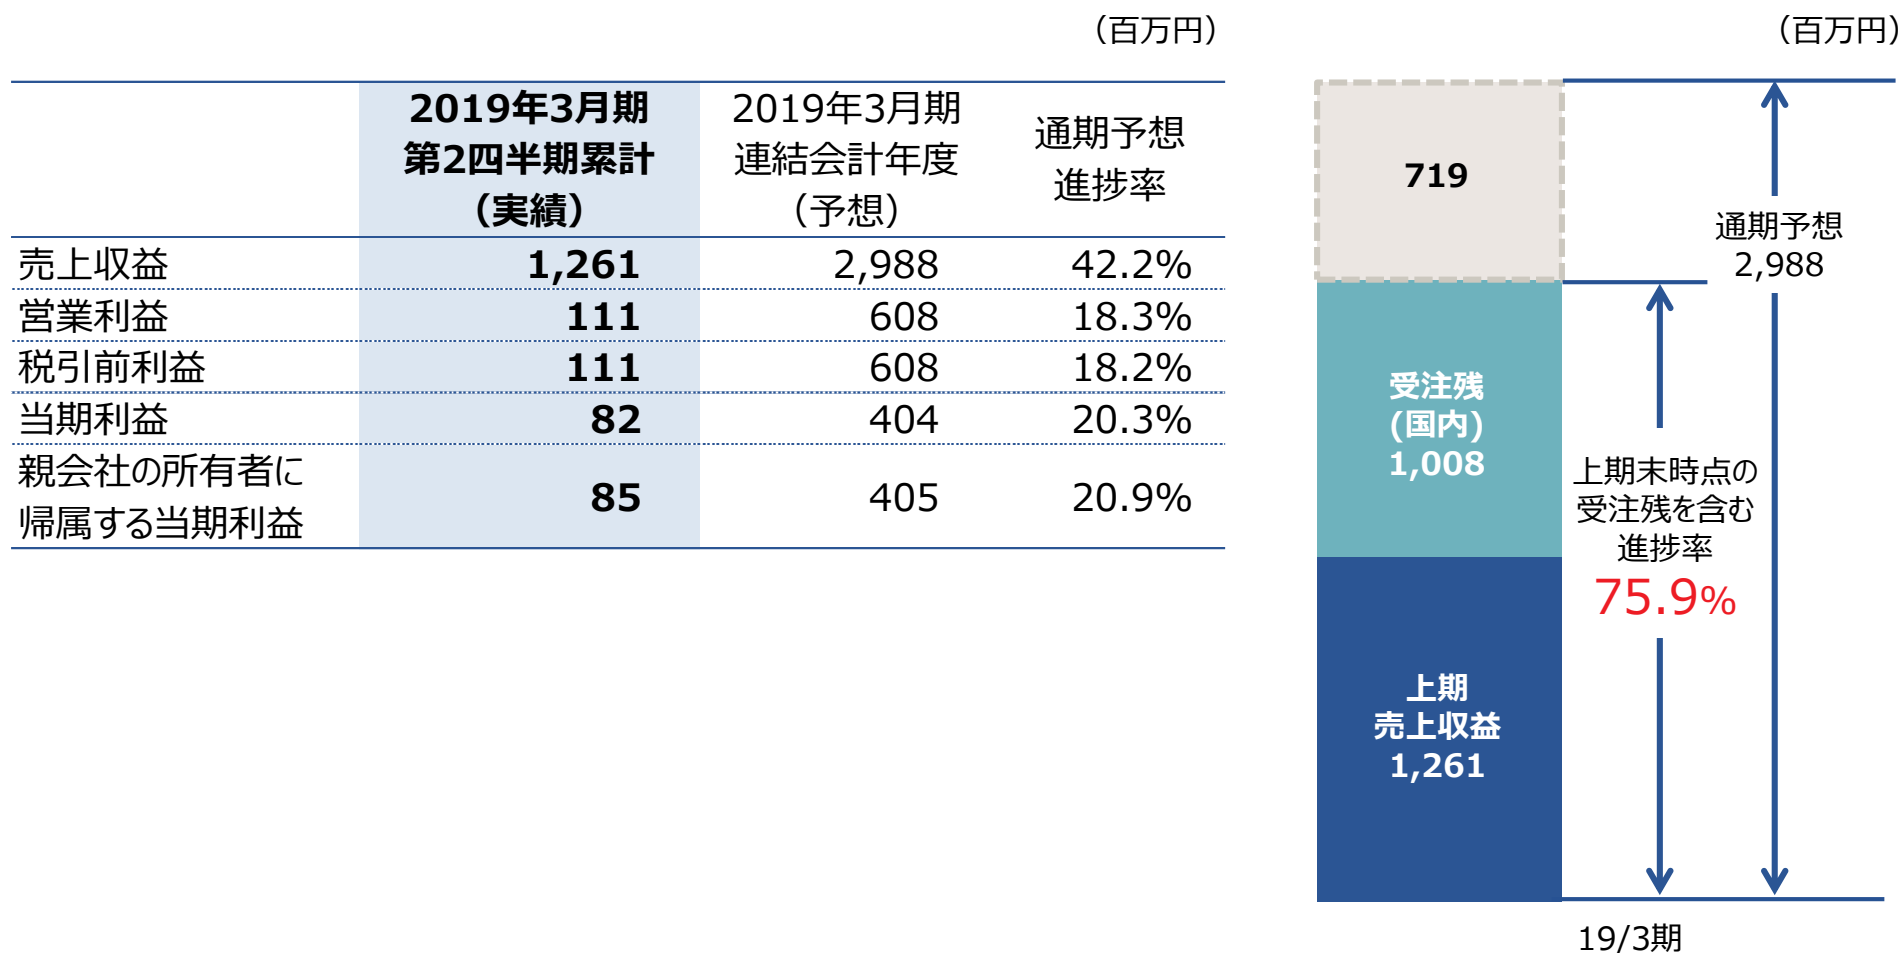 （百万円）
2019年3月期
第2四半期累計
（実績）
2019年3月期
連結会計年度
（予想）
通期予想
進捗率
売上収益 1,261 2,988 42.2%
営業利益 111 608 18.3%
税引前利益 111 608 18.2%
当期利益 82 404 20.3%
親会社の所有者に
帰属する当期利益 85 405 20.9%
（百万円）
719
通期予想
2,988
受注残
(国内)
1,008
上期末時点の
受注残を含む
進捗率
75.9%
上期
売上収益
1,261
19/3期